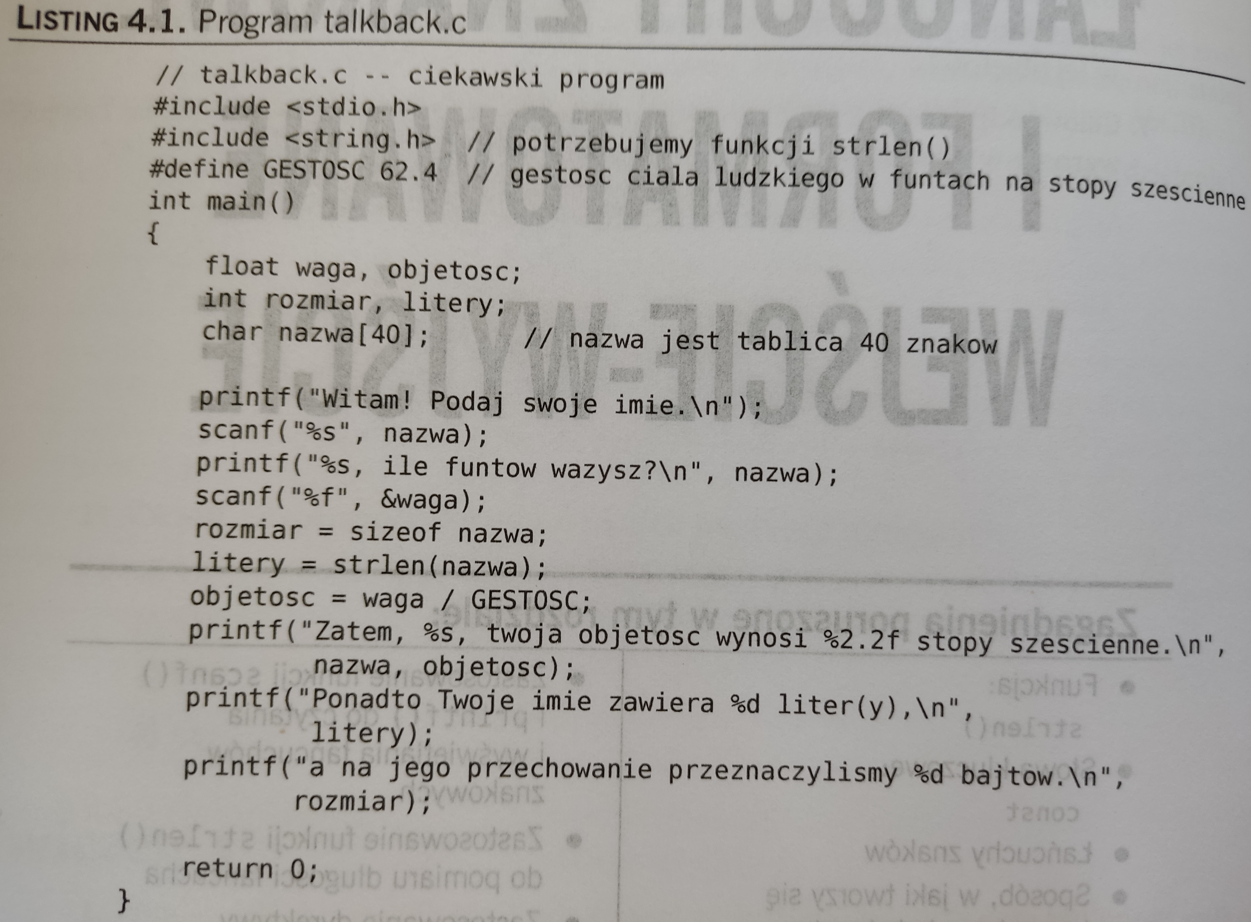 LISTING 4.1. Program talkback.c
// talkback.c -- ciekawski program
#include <stdio.h>
#include <string.h>  // potrzebujemy funkcji strlen()
#define GESTOSC 62.4  // gestosc ciala ludzkiego w funtach na stopy szescienne
int main()
{
    float waga, objetosc;
    int rozmiar, litery;
    char nazwa[40];      // nazwa jest tablica 40 znakow
    printf("Witam! Podaj swoje imie.\n");
    scanf("%s", nazwa);
    printf("%s, ile funtow wazysz?\n", nazwa);
    scanf("%f", &waga);
    rozmiar = sizeof nazwa;
    litery = strlen(nazwa);
    objetosc = waga / GESTOSC;
    printf("Zatem, %s, twoja objetosc wynosi %2.2f stopy szescienne.\n",
            nazwa, objetosc);
    printf("Ponadto Twoje imie zawiera %d liter(y),\n",
            litery);
    printf("a na jego przechowanie przeznaczylismy %d bajtow.\n",
            rozmiar);
    return 0;
}